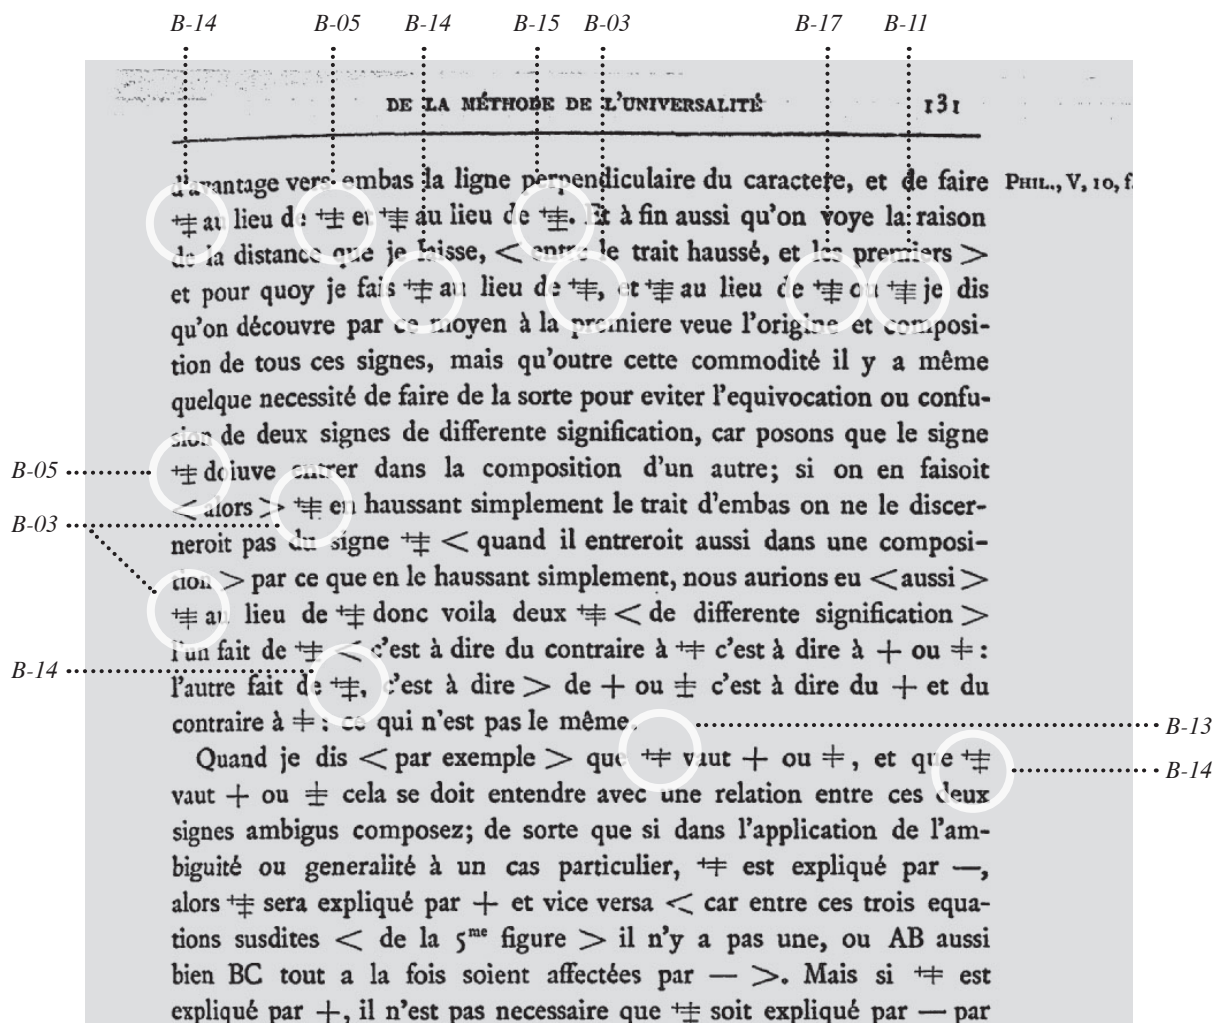 B-14 B-05 B-14 B-15 B-03 B-17 B-11
DE LA MÉTHODE DE L'UNIVERSALITÉ 131
d'avantage vers embas la ligne perpendiculaire du caractere, et de faire PHIL., V, 10, f.
au lieu de et au lieu de . Et à fin aussi qu'on voye la raison
de la distance que je laisse, < entre le trait haussé, et les premiers >
et pour quoy je fais au lieu de , et au lieu de ou je dis
qu'on découvre par ce moyen à la premiere veue l'origine et composi-
tion de tous ces signes, mais qu'outre cette commodité il y a même
quelque necessité de faire de la sorte pour eviter l'equivocation ou confu-
sion de deux signes de differente signification, car posons que le signe
B-05 doiuve entrer dans la composition d'un autre; si on en faisoit
< alors > en haussant simplement le trait d'embas on ne le discer-
B-03
neroit pas du signe < quand il entreroit aussi dans une composi-
tion > par ce que en le haussant simplement, nous aurions eu < aussi >
au lieu de donc voila deux < de differente signification >
l'un fait de < c'est à dire du contraire à c'est à dire à + ou :
B-14
l'autre fait de , c'est à dire > de + ou c'est à dire du + et du
contraire à : ce qui n'est pas le même. B-13
Quand je dis < par exemple > que vaut + ou , et que B-14
vaut + ou cela se doit entendre avec une relation entre ces deux
signes ambigus composez; de sorte que si dans l'application de l'am-
biguité ou generalité à un cas particulier, est expliqué par —,
alors sera expliqué par + et vice versa < car entre ces trois equa-
tions susdites < de la 5me figure > il n'y a pas une, ou AB aussi
bien BC tout a la fois soient affectées par — >. Mais si est
expliqué par +, il n'est pas necessaire que soit expliqué par — par